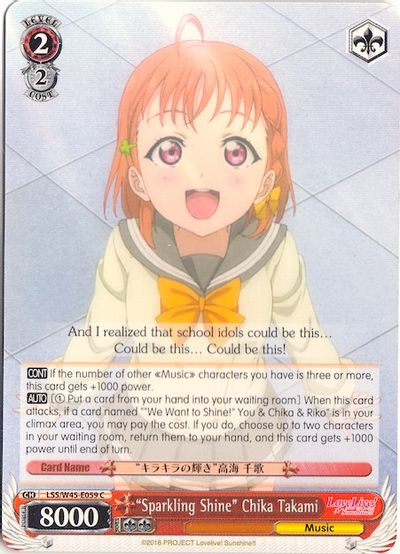 LEVEL
2
2
COST
And I realized that school idols could be this...
Could be this... Could be this!
CONT If the number of other «Music» characters you have is three or more,
this card gets +1000 power.
AUTO [① Put a card from your hand into your waiting room] When this card
attacks, if a card named ""We Want to Shine!" You & Chika & Riko" is in your
climax area, you may pay the cost. If you do, choose up to two characters
in your waiting room, return them to your hand, and this card gets +1000
power until end of turn.
Card Name
"キラキラの輝き"高海 千歌
CH
LSS/W45-E059 C
POWER
8000
"Sparkling Shine" Chika Takami
LoveLive!
Sunshine!!
Music
©2016 PROJECT Lovelive! Sunshine!!